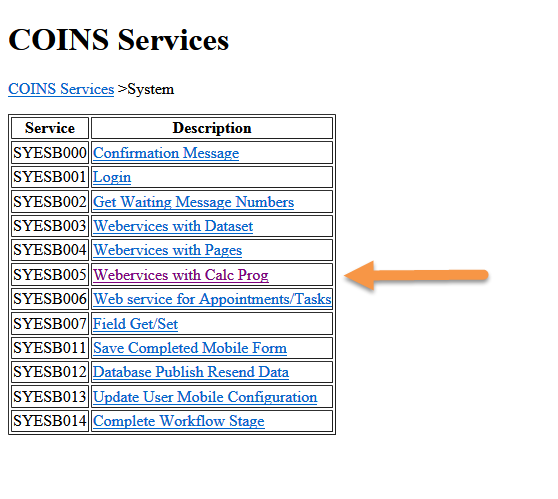 COINS Services
COINS Services >System
Service Description
SYESB000 Confirmation Message
SYESB001 Login
SYESB002 Get Waiting Message Numbers
SYESB003 Webervices with Dataset
SYESB004 Webervices with Pages
SYESB005 Webervices with Calc Prog
SYESB006 Web service for Appointments/Tasks
SYESB007 Field Get/Set
SYESB011 Save Completed Mobile Form
SYESB012 Database Publish Resend Data
SYESB013 Update User Mobile Configuration
SYESB014 Complete Workflow Stage